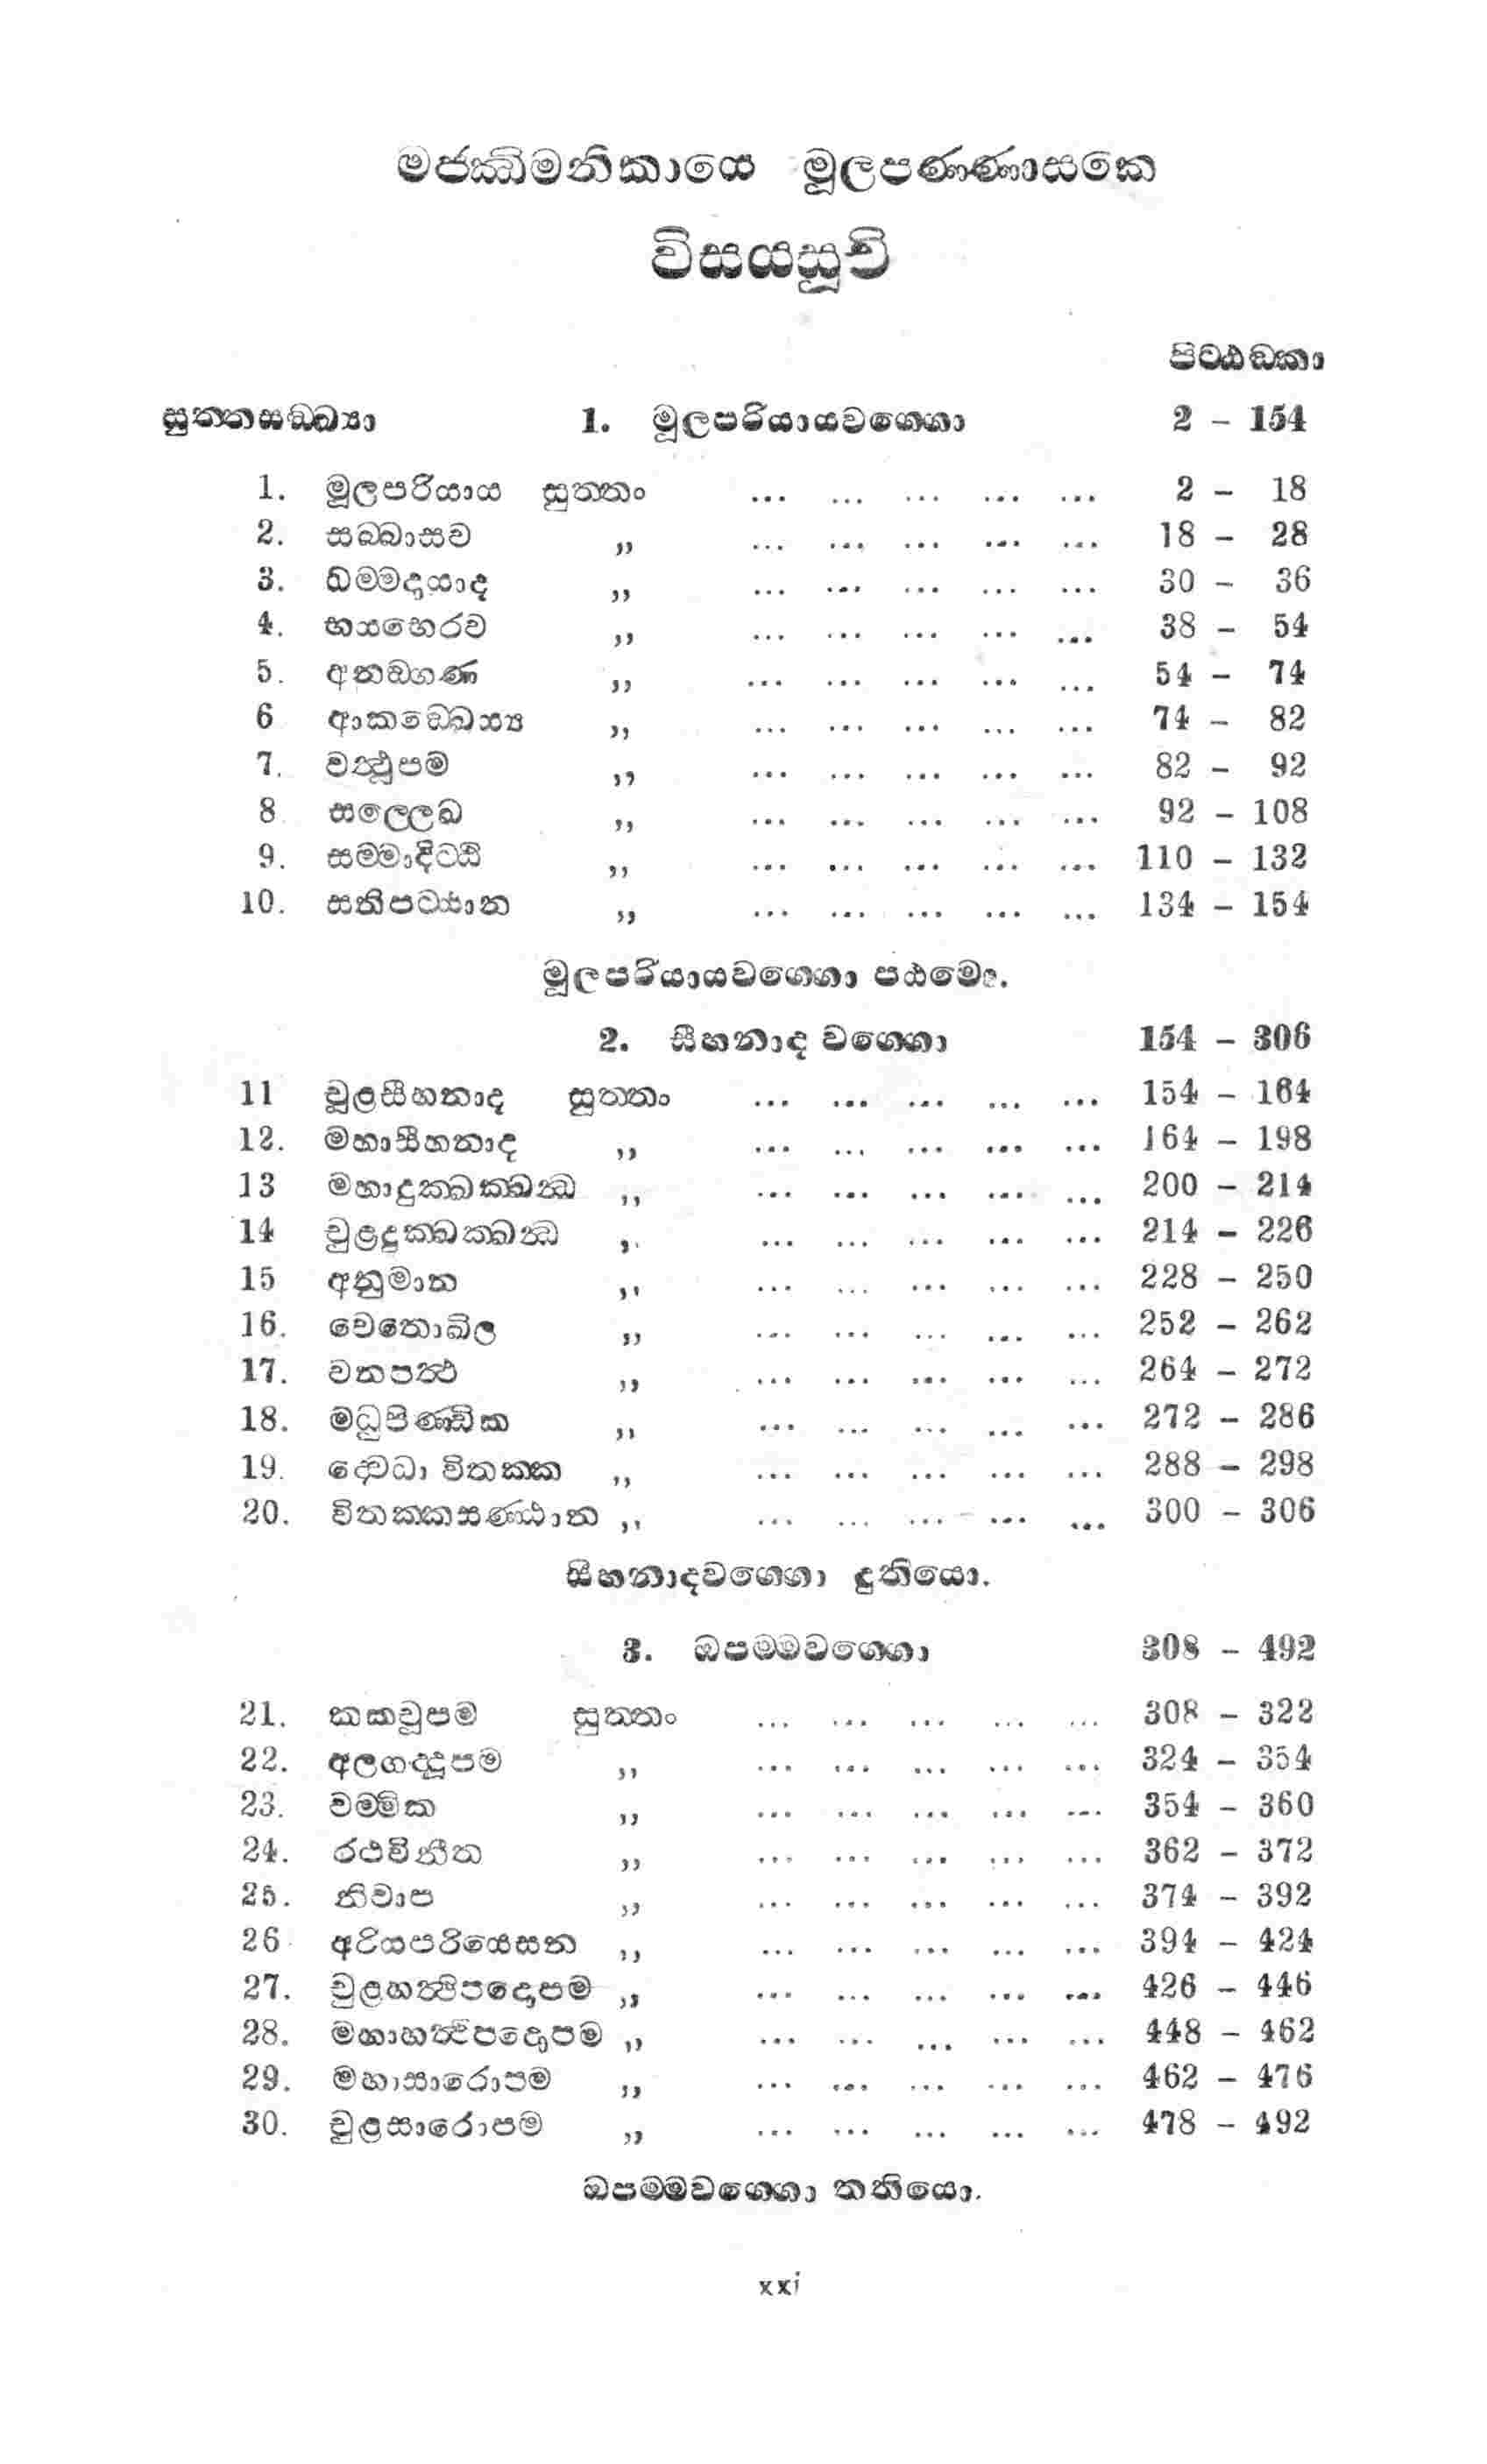 මජ්ඣිමනිකායෙ මූලපණ්ණාසකෙ
විසයසූචි
පිට්ඨඞ්කා
සුත්තසඞ්ඛ්‍යා 1. මූලපරියායවග්ගො 2 - 154
1. මූලපරියාය සුත්තං ... ... ... ... ... 2 - 18
2. සබ්බාසව ,, ... ... ... ... ... 18 - 28
3. ධම්මදායාද ,, ... ... ... ... ... 30 - 36
4. භයභෙරව ,, ... ... ... ... ... 38 - 54
5. අනඞ්ගණ ,, ... ... ... ... ... 54 - 74
6 ආකඞ්ඛෙය්‍ය ,, ... ... ... ... ... 74 - 82
7. වත්‍ථූපම ,, ... ... ... ... ... 82 - 92
8 සල්ලෙඛ ,, ... ... ... ... ... 92 - 108
9. සම්මාදිට්ඨි ,, ... ... ... ... ... 110 - 132
10. සතිපට්ඨාන ,, ... ... ... ... ... 134 - 154
මූලපරියායවග්ගො පඨමො.
2. සීහනාද වග්ගො 154 - 306
11 චූළසීහනාද සුත්තං ... ... ... ... ... 154 - 164
12. මහාසීහනාද ,, ... ... ... ... ... 164 - 198
13 මහාදුක්ඛක්ඛන්‍ධ ,, ... ... ... ... ... 200 - 214
14 චුළදුක්ඛක්ඛන්‍ධ ,, ... ... ... ... ... 214 - 226
15 අනුමාන ,, ... ... ... ... ... 228 - 250
16. චෙතොඛිල ,, ... ... ... ... ... 252 - 262
17. වනපත්‍ථ ,, ... ... ... ... ... 264 - 272
18. මධුපිණ්ඩික ,, ... ... ... ... ... 272 - 286
19. ද්වෙධා විතක්ක ,, ... ... ... ... ... 288 - 298
20. විතක්කසණ්ඨාන ,, ... ... ... ... ... 300 - 306
සීහනාදවග්ගො දුතියො.
3. ඔපම්මවග්ගො 308 - 492
21. කකචූපම සුත්තං ... ... ... ... ... 308 - 322
22. අලගද්දූපම ,, ... ... ... ... ... 324 - 354
23. වම්මික ,, ... ... ... ... ... 354 - 360
24. රථවිනීත ,, ... ... ... ... ... 362 - 372
25. නිවාප ,, ... ... ... ... ... 374 - 392
26 අරියපරියෙසන ,, ... ... ... ... ... 394 - 424
27. චුළහත්‍ථිපදොපම ,, ... ... ... ... ... 426 - 446
28. මහාහත්‍ථිපදොපම ,, ... ... ... ... ... 448 - 462
29. මහාසාරොපම ,, ... ... ... ... ... 462 - 476
30. චුළසාරොපම ,, ... ... ... ... ... 478 - 492
ඔපම්මවග්ගො තතියො.
xxi